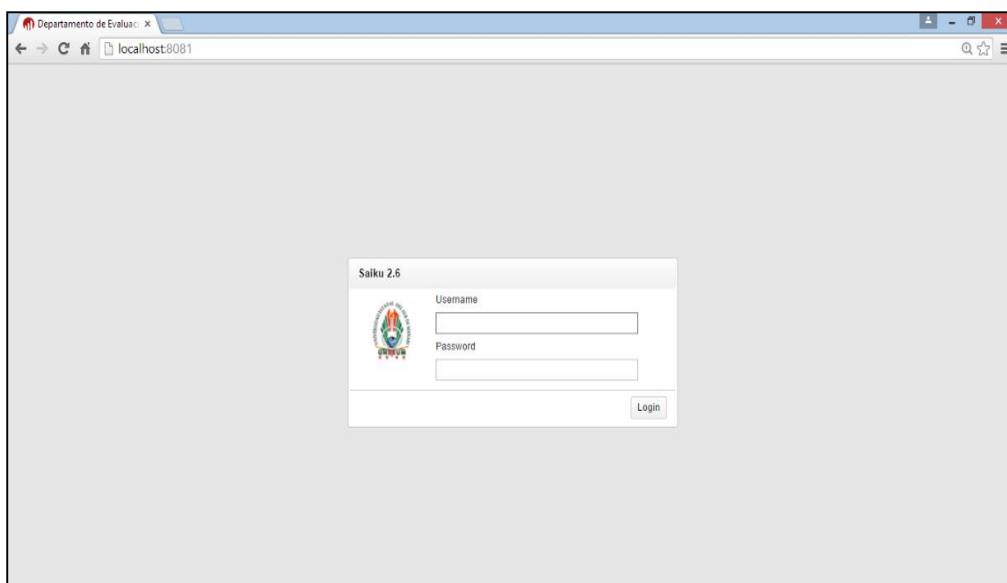 Departamento de Evaluac
localhost:8081
Saiku 2.6
Username
Password
Login